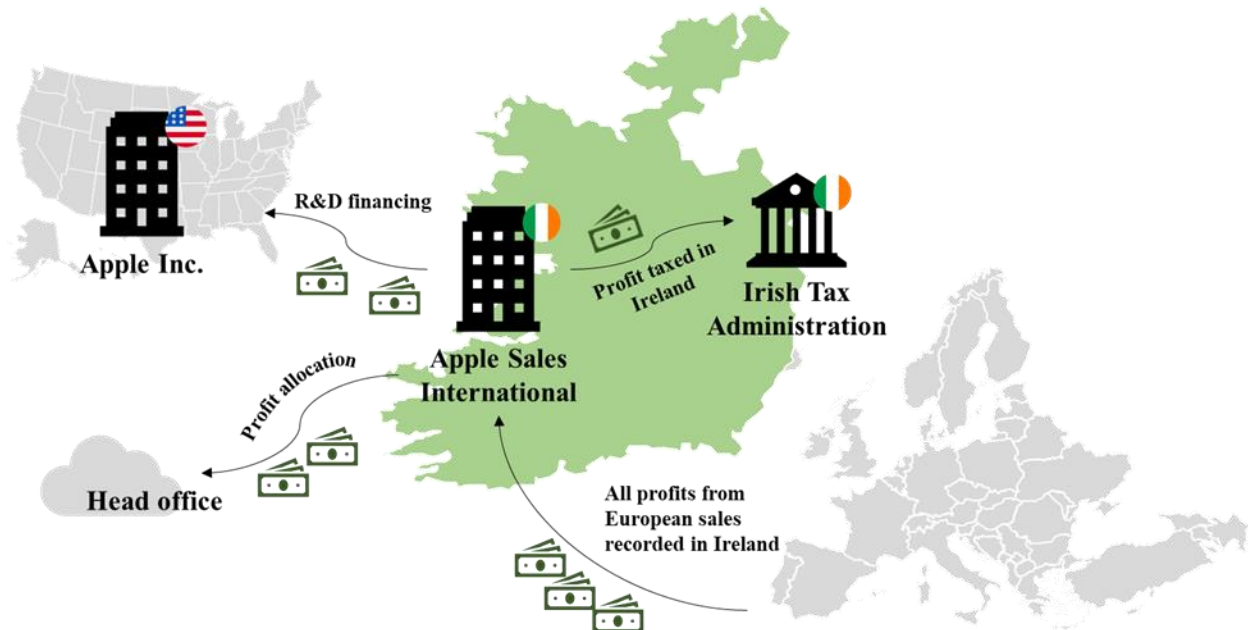 R&D financing
Apple Inc.
Profit taxed in
Ireland
Irish Tax
Administration
Apple Sales
International
Profit allocation
Head office
All profits from
European sales
recorded in Ireland